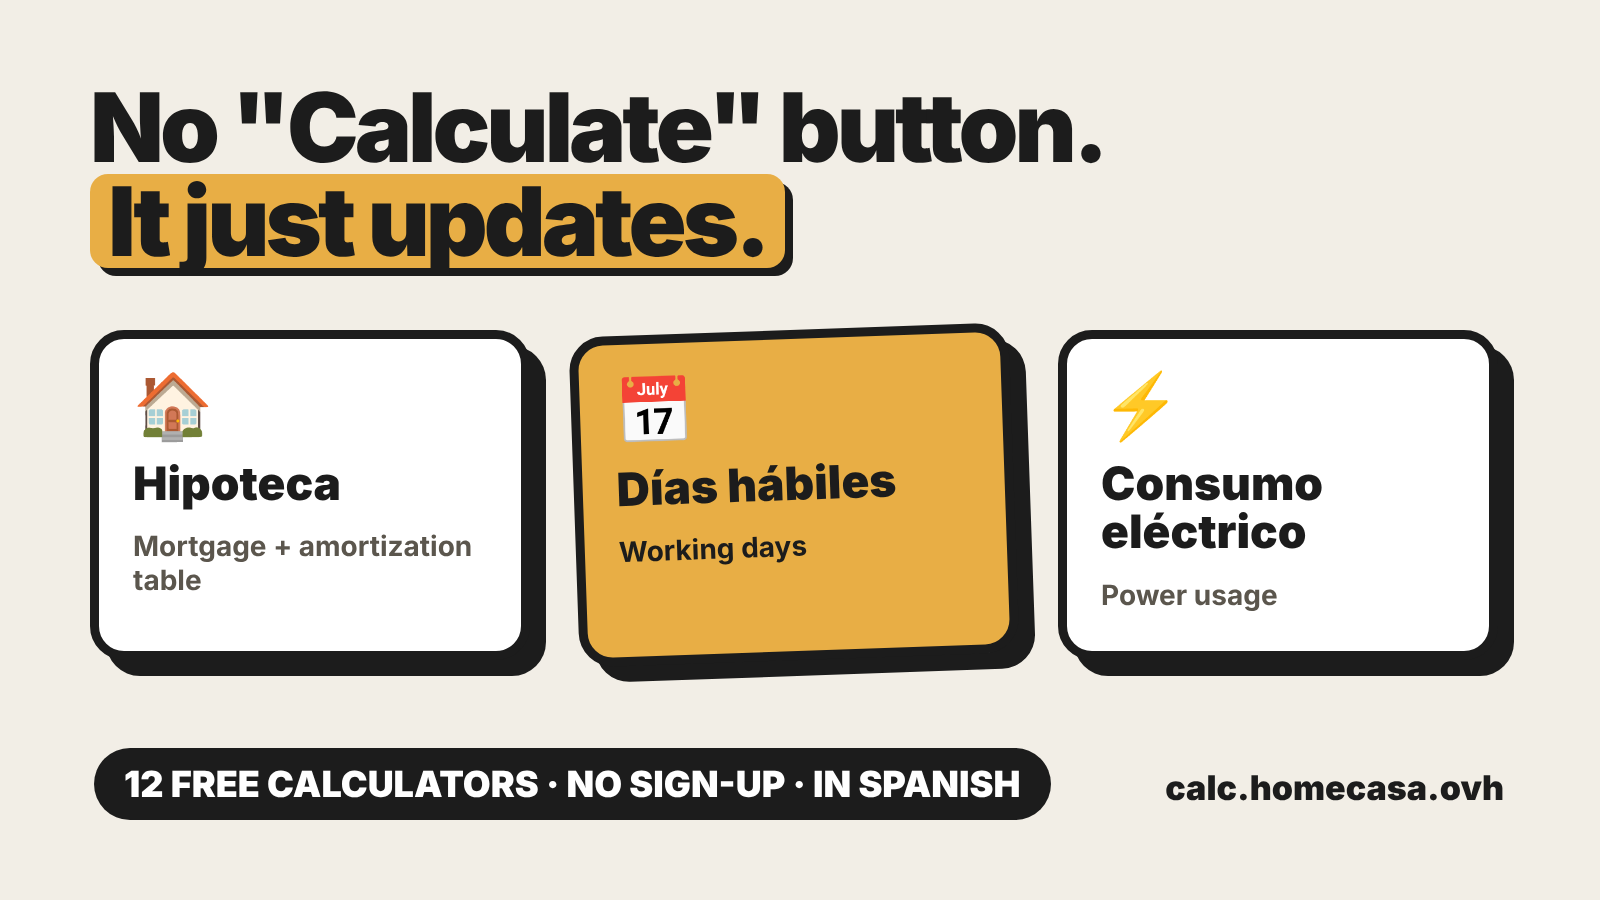 No "Calculate" button.
It just updates.
Hipoteca
Mortgage + amortization
table
July
17
Días hábiles
Working days
Consumo
eléctrico
Power usage
12 FREE CALCULATORS · NO SIGN-UP · IN SPANISH
calc.homecasa.ovh